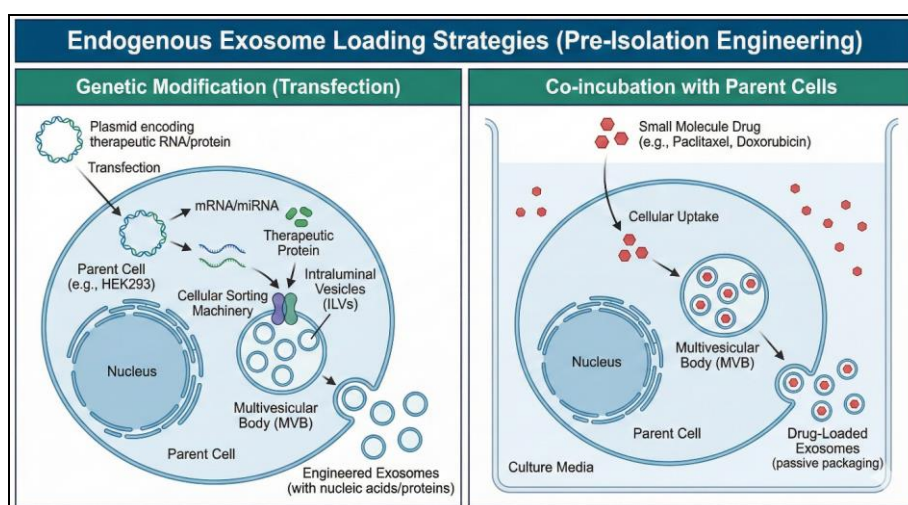 Endogenous Exosome Loading Strategies (Pre-Isolation Engineering)
Genetic Modification (Transfection)
Plasmid encoding
therapeutic RNA/protein
Transfection
mRNA/miRNA
Therapeutic
Protein
Parent Cell
(e.g., HEK293)
Intraluminal
Vesicles
(ILVs)
Cellular Sorting
Machinery
Nucleus
Multivesicular
Body (MVB)
Parent Cell
Engineered Exosomes
(with nucleic acids/proteins)
Co-incubation with Parent Cells
Small Molecule Drug
(e.g., Paclitaxel, Doxorubicin)
Cellular Uptake
Nucleus
Multivesicular
Body (MVB)
Parent Cell
Drug-Loaded
Exosomes
(passive packaging)
Culture Media